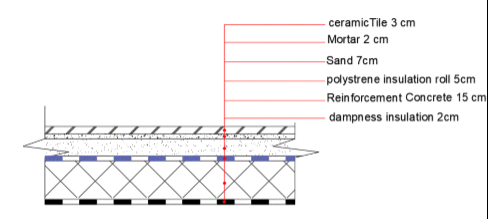 ceramicTile 3 cm
Mortar 2 cm
Sand 7cm
polystrene insulation roll 5cm
Reinforcement Concrete 15 cm
dampness insulation 2cm